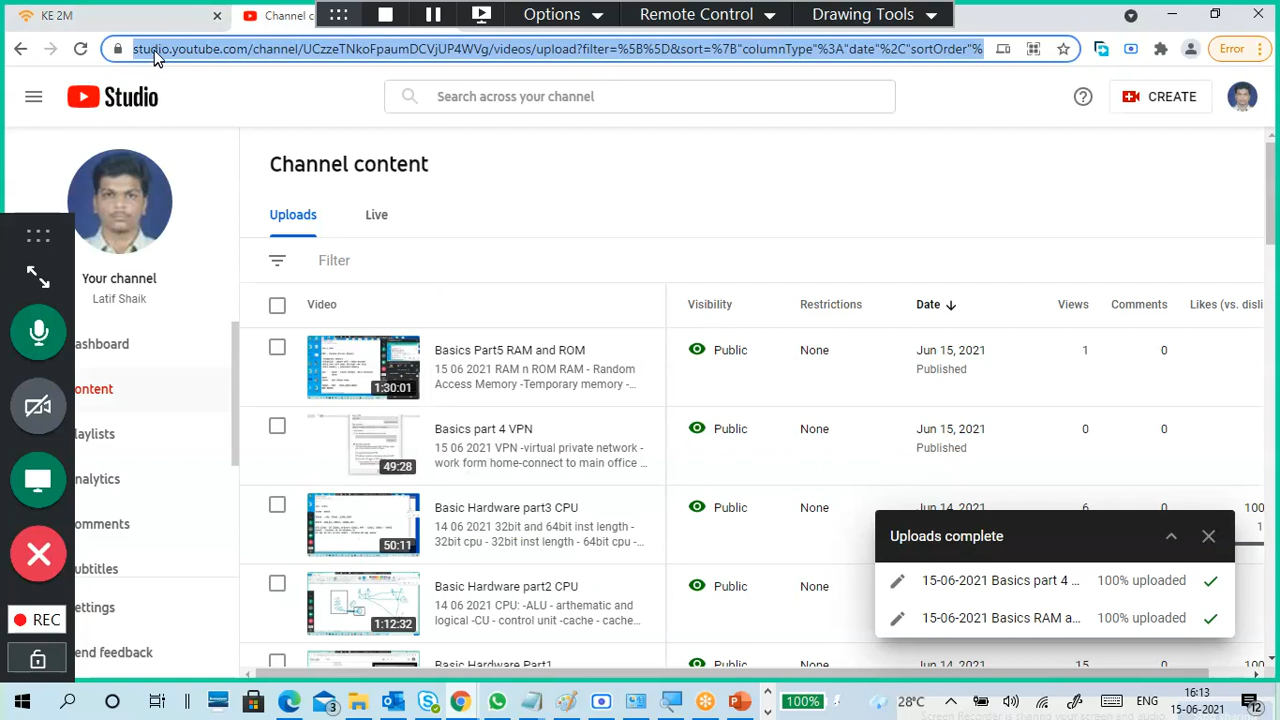 KE 2M
Channel c
Options
Remote Control
Drawing Tools
studio.youtube.com/channel/UCzzeTNkoFpaumDCVjUP4WVg/videos/upload?filter=%5B%5D&sort=%7B"columnType"%3A"date"%2C"sortOrder"%
Error
Studio
Search across your channel
CREATE
Channel content
Uploads
Live
Your channel
Filter
Latif Shaik
Video
Visibility
Restrictions
Date
Views
Comments
Likes (vs. disli
ashboard
ontent
laylists
nalytics
omments
ubtitles
ettings
end feedback
REC
1:30:01
Basics Part5 RAM and ROM
15 06 2021 RAM n ROM RAM - Random
Access Memory -Temporary memory -...
Public
None
Jun 15, 2021
Published
0
49:28
Basics part 4 VPN
15 06 2021 VPN -virtual private network -
work form home-connect to main office ...
Public
None
Jun 15, 2021
Published
0
0
50:11
Basic Hardware part3 CPU
14 06 2021 32bit and 64bit inst length -
32bit cpu - 32bit inst length - 64bit cpu -...
Public
None
100
1:12:32
Basic Hardware part2 CPU
14 06 2021 CPU: -ALU - arthematic and
logical -CU - control unit -cache - cache...
Public
None
Basic Hardware Part1
Public
None
Uploads complete
15-06-2021 Basics part 4 ...
100% uploaded
15-06-2021 Basics RAM a...
100% uploaded
3
100%
28°C
ENG
16:13
15-06-2021
12